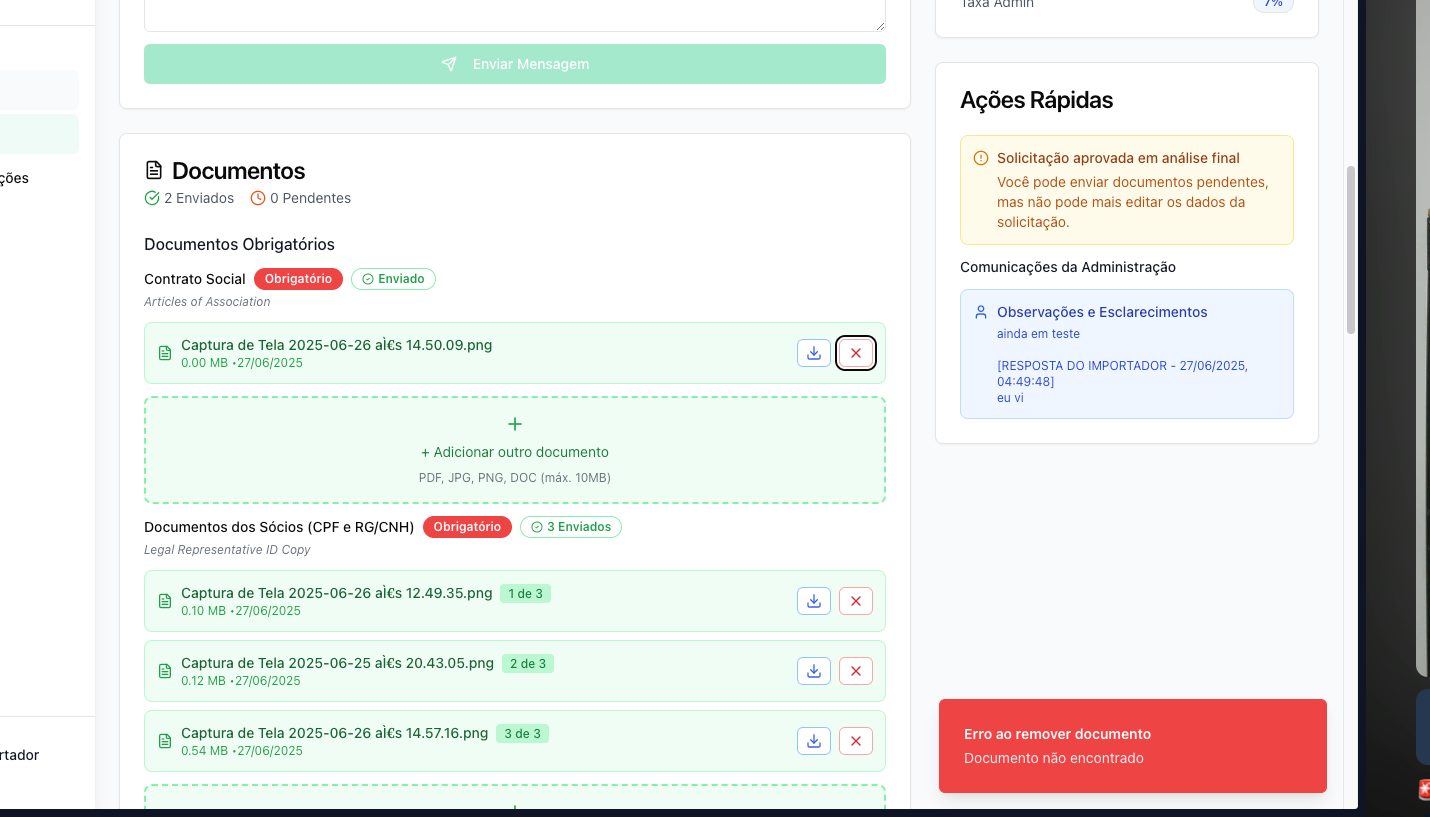 ções
rtador
Enviar Mensagem
Documentos
2 Enviados
0 Pendentes
Documentos Obrigatórios
Contrato Social
Obrigatório
Enviado
Articles of Association
Captura de Tela 2025-06-26 aÌ€s 14.50.09.png
0.00 MB •27/06/2025
+ Adicionar outro documento
PDF, JPG, PNG, DOC (máx. 10MB)
Documentos dos Sócios (CPF e RG/CNH)
Obrigatório
3 Enviados
Legal Representative ID Copy
Captura de Tela 2025-06-26 aÌ€s 12.49.35.png
1 de 3
0.10 MB •27/06/2025
Captura de Tela 2025-06-25 aÌ€s 20.43.05.png
2 de 3
0.12 MB •27/06/2025
Captura de Tela 2025-06-26 aÌ€s 14.57.16.png
3 de 3
0.54 MB •27/06/2025
Taxa Admin
7%
Ações Rápidas
Solicitação aprovada em análise final
Você pode enviar documentos pendentes,
mas não pode mais editar os dados da
solicitação.
Comunicações da Administração
Observações e Esclarecimentos
ainda em teste
[RESPOSTA DO IMPORTADOR - 27/06/2025,
04:49:48]
eu vi
Erro ao remover documento
Documento não encontrado